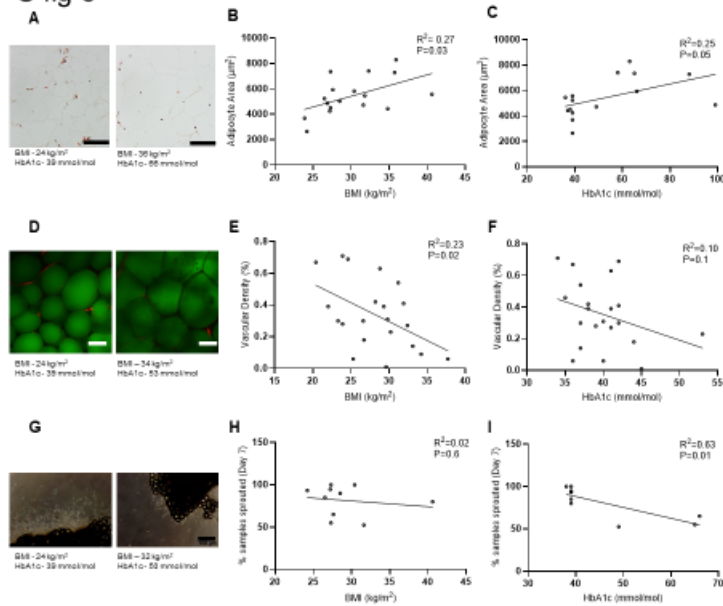 A
BMI - 24 kg/m²
HbA1c - 39 mmol/mol
BMI - 36 kg/m²
HbA1c - 66 mmol/mol
B
R²= 0.27
P=0.03
Adipocyte Area (µm²)
10000
8000
6000
4000
2000
0
20 30 40 50
BMI (kg/m²)
C
R²=0.25
P=0.05
Adipocyte Area (µm²)
10000
8000
6000
4000
2000
0
20 40 60 80 100
HbA1c (mmol/mol)
D
BMI - 24 kg/m²
HbA1c - 39 mmol/mol
BMI – 34 kg/m²
HbA1c - 53 mmol/mol
E
R²=0.23
P=0.02
Vascular Density (%)
0.8
0.6
0.4
0.2
0.0
15 20 25 30 35 40
BMI (kg/m²)
F
R²=0.10
P=0.1
Vascular Density (%)
0.8
0.6
0.4
0.2
0.0
30 35 40 45 50 55
HbA1c (mmol/mol)
G
BMI - 24 kg/m²
HbA1c - 39 mmol/mol
BMI – 32 kg/m²
HbA1c - 50 mmol/mol
H
R²=0.02
P=0.6
% samples sprouted (Day 7)
150
100
50
0
20 30 40 50
BMI (kg/m²)
I
R²=0.63
P=0.01
% samples sprouted (Day 7)
150
100
50
0
30 40 50 60 70
HbA1c (mmol/mol)